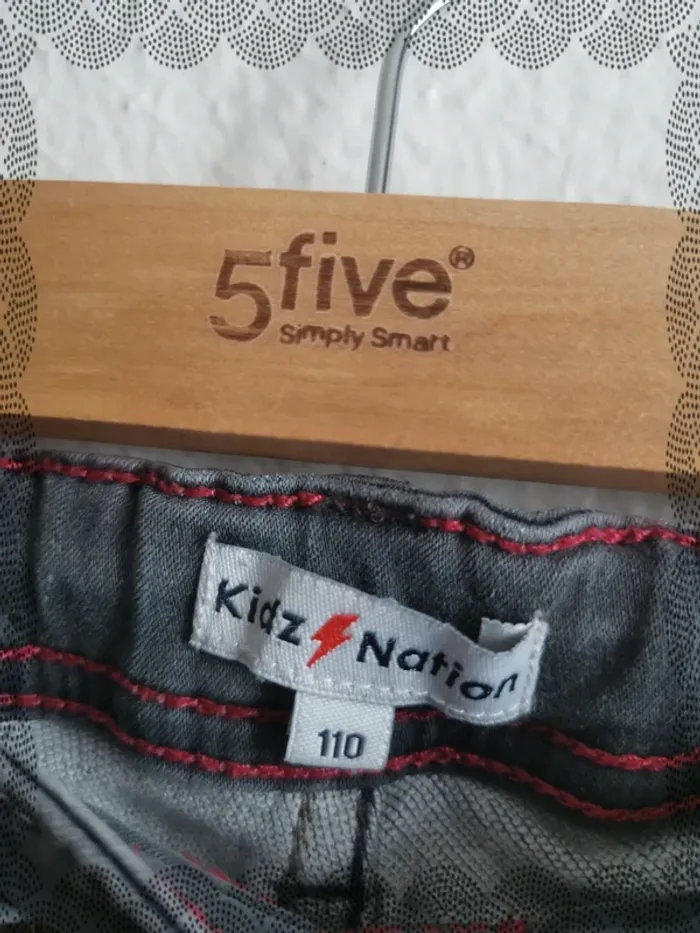 5five®
Simply Smart
Kidz Nation
110